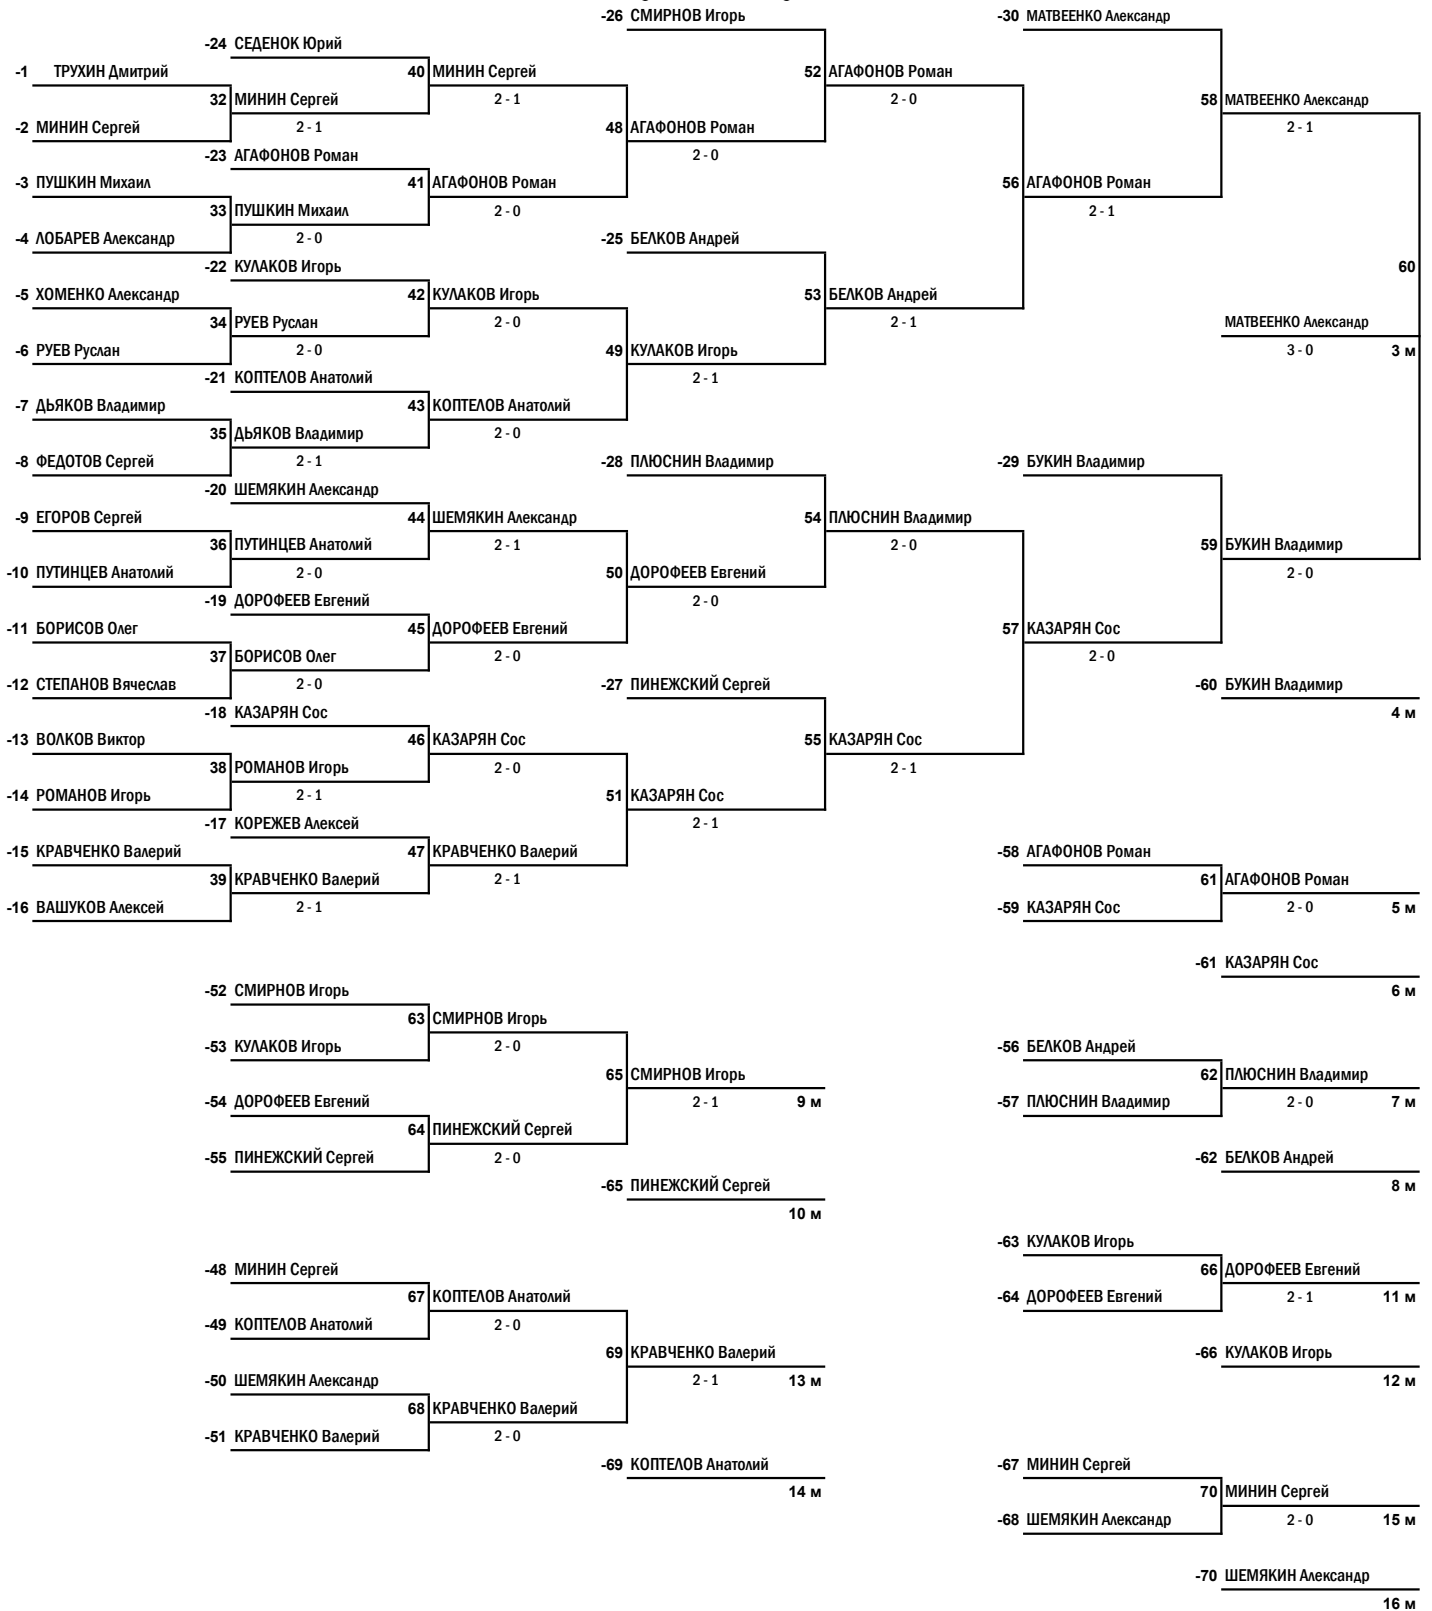 -26 СМИРНОВ Игорь -30 МАТВЕЕНКО Александр
-24 СЕДЕНОК Юрий
-1 ТРУХИН Дмитрий 40 МИНИН Сергей 52 АГАФОНОВ Роман
32 МИНИН Сергей 2 - 1 2 - 0 58 МАТВЕЕНКО Александр
-2 МИНИН Сергей 2 - 1 48 АГАФОНОВ Роман 2 - 1
-23 АГАФОНОВ Роман 2 - 0
-3 ПУШКИН Михаил 41 АГАФОНОВ Роман 56 АГАФОНОВ Роман
33 ПУШКИН Михаил 2 - 0 2 - 1
-4 ЛОБАРЕВ Александр 2 - 0 -25 БЕЛКОВ Андрей
-22 КУЛАКОВ Игорь 60
-5 ХОМЕНКО Александр 42 КУЛАКОВ Игорь 53 БЕЛКОВ Андрей
34 РУЕВ Руслан 2 - 0 2 - 1 МАТВЕЕНКО Александр
-6 РУЕВ Руслан 2 - 0 49 КУЛАКОВ Игорь 3 - 0 3 м
-21 КОПТЕЛОВ Анатолий 2 - 1
-7 ДЬЯКОВ Владимир 43 КОПТЕЛОВ Анатолий
35 ДЬЯКОВ Владимир 2 - 0
-8 ФЕДОТОВ Сергей 2 - 1 -28 ПЛЮСНИН Владимир -29 БУКИН Владимир
-20 ШЕМЯКИН Александр
-9 ЕГОРОВ Сергей 44 ШЕМЯКИН Александр 54 ПЛЮСНИН Владимир
36 ПУТИНЦЕВ Анатолий 2 - 1 2 - 0 59 БУКИН Владимир
-10 ПУТИНЦЕВ Анатолий 2 - 0 50 ДОРОФЕЕВ Евгений 2 - 0
-19 ДОРОФЕЕВ Евгений 2 - 0
-11 БОРИСОВ Олег 45 ДОРОФЕЕВ Евгений 57 КАЗАРЯН Сос
37 БОРИСОВ Олег 2 - 0 2 - 0
-12 СТЕПАНОВ Вячеслав 2 - 0 -27 ПИНЕЖСКИЙ Сергей -60 БУКИН Владимир
-18 КАЗАРЯН Сос 4 м
-13 ВОЛКОВ Виктор 46 КАЗАРЯН Сос 55 КАЗАРЯН Сос
38 РОМАНОВ Игорь 2 - 0 2 - 1
-14 РОМАНОВ Игорь 2 - 1 51 КАЗАРЯН Сос
-17 КОРЕЖЕВ Алексей 2 - 1
-15 КРАВЧЕНКО Валерий 47 КРАВЧЕНКО Валерий -58 АГАФОНОВ Роман
39 КРАВЧЕНКО Валерий 2 - 1 61 АГАФОНОВ Роман
-16 ВАШУКОВ Алексей 2 - 1 -59 КАЗАРЯН Сос 2 - 0 5 м
-61 КАЗАРЯН Сос
-52 СМИРНОВ Игорь 6 м
63 СМИРНОВ Игорь
-53 КУЛАКОВ Игорь 2 - 0 -56 БЕЛКОВ Андрей
65 СМИРНОВ Игорь 62 ПЛЮСНИН Владимир
-54 ДОРОФЕЕВ Евгений 2 - 1 9 м -57 ПЛЮСНИН Владимир 2 - 0 7 м
64 ПИНЕЖСКИЙ Сергей
-55 ПИНЕЖСКИЙ Сергей 2 - 0 -62 БЕЛКОВ Андрей
-65 ПИНЕЖСКИЙ Сергей 8 м
10 м
-63 КУЛАКОВ Игорь
-48 МИНИН Сергей 66 ДОРОФЕЕВ Евгений
67 КОПТЕЛОВ Анатолий -64 ДОРОФЕЕВ Евгений 2 - 1 11 м
-49 КОПТЕЛОВ Анатолий 2 - 0
69 КРАВЧЕНКО Валерий -66 КУЛАКОВ Игорь
-50 ШЕМЯКИН Александр 2 - 1 13 м 12 м
68 КРАВЧЕНКО Валерий
-51 КРАВЧЕНКО Валерий 2 - 0
-69 КОПТЕЛОВ Анатолий -67 МИНИН Сергей
14 м 70 МИНИН Сергей
-68 ШЕМЯКИН Александр 2 - 0 15 м
-70 ШЕМЯКИН Александр
16 м